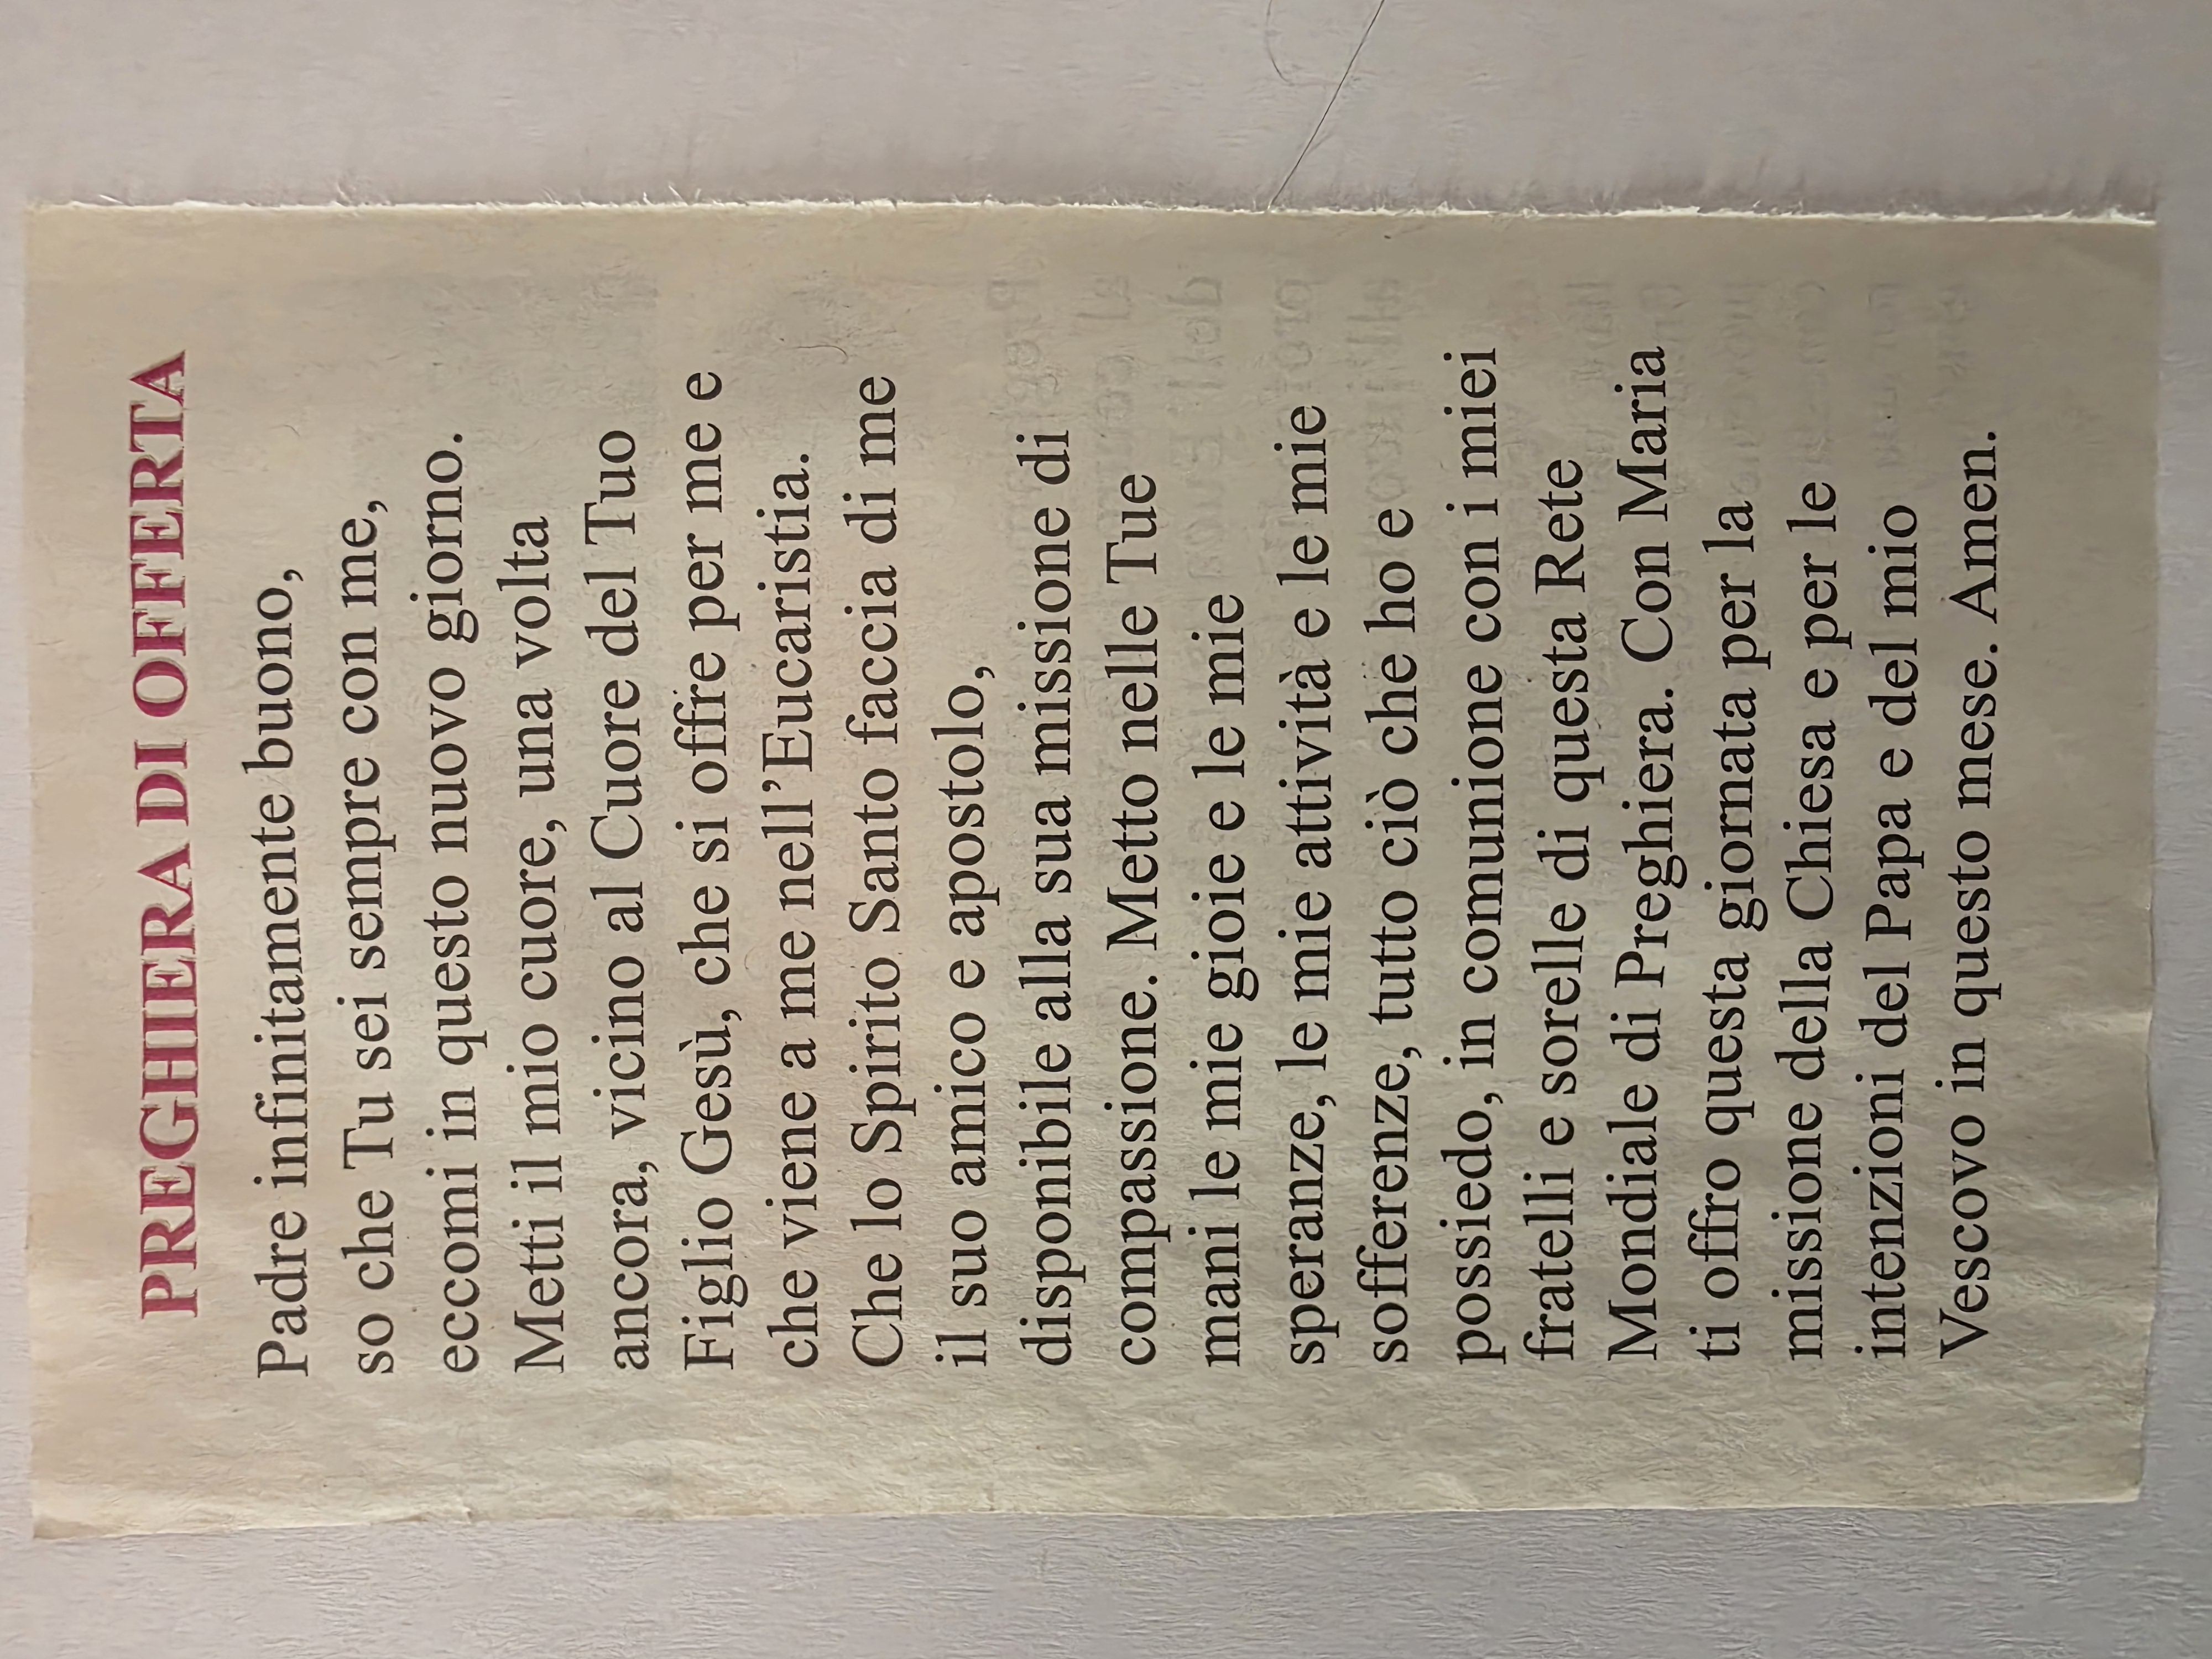 PREGHIERA DI OFFERTA
Padre infinitamente buono,
so che Tu sei sempre con me,
eccomi in questo nuovo giorno.
Metti il mio cuore, una volta
ancora, vicino al Cuore del Tuo
Figlio Gesù, che si offre per me e
che viene a me nell’Eucaristia.
Che lo Spirito Santo faccia di me
il suo amico e apostolo,
disponibile alla sua missione di
compassione. Metto nelle Tue
mani le mie gioie e le mie
speranze, le mie attività e le mie
sofferenze, tutto ciò che ho e
possiedo, in comunione con i miei
fratelli e sorelle di questa Rete
Mondiale di Preghiera. Con Maria
ti offro questa giornata per la
missione della Chiesa e per le
intenzioni del Papa e del mio
Vescovo in questo mese. Amen.